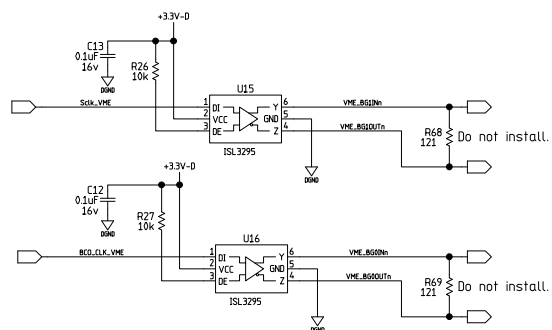 +3.3V-D
C13
0.1uF
16v
DGND
R26
10k
U15
Sclk_VME
1 DI
2 VCC
3 DE
Y 6
GND 5
Z 4
ISL3295
VME_BG1INn
VME_BG1OUTn
DGND
R68
121
Do not install.
+3.3V-D
C12
0.1uF
16v
DGND
R27
10k
U16
BCO_CLK_VME
1 DI
2 VCC
3 DE
Y 6
GND 5
Z 4
ISL3295
VME_BG0INn
VME_BG0OUTn
DGND
R69
121
Do not install.